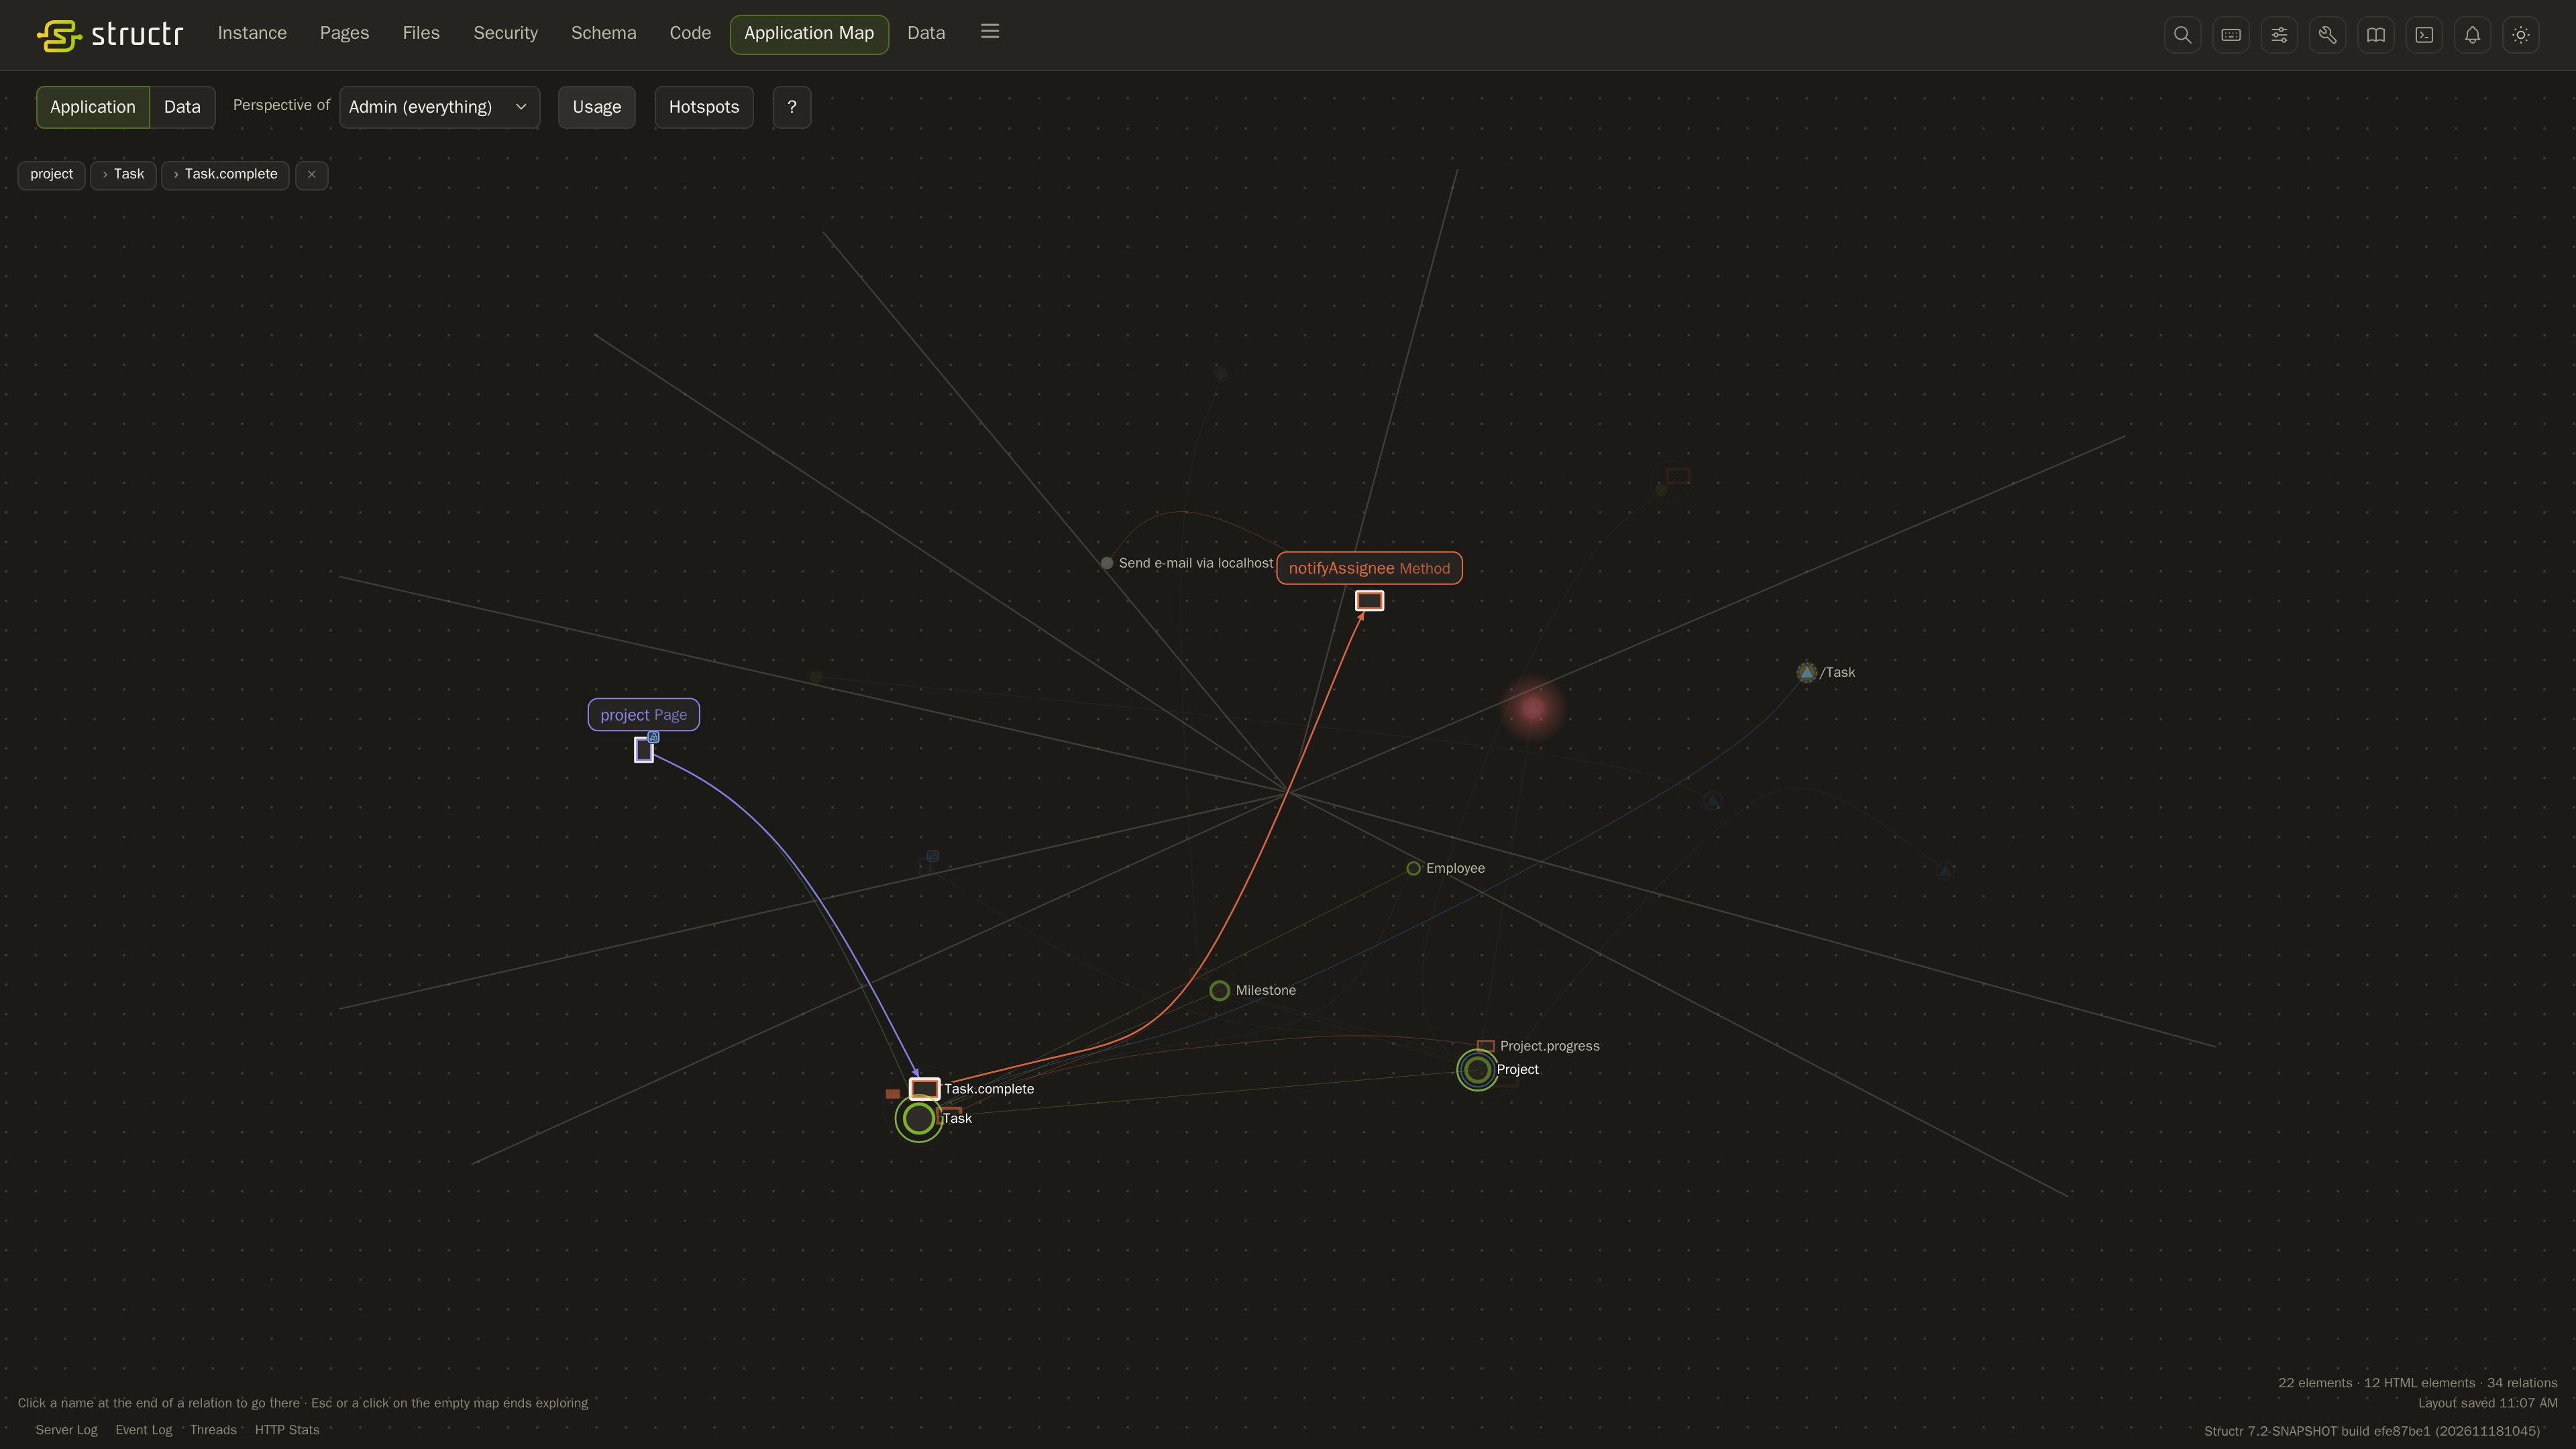 structr Instance Pages Files Security Schema Code Application Map Data
Application Data Perspective of Admin (everything) Usage Hotspots ?
project › Task › Task.complete ×
Send e-mail via localhost
notifyAssignee Method
/Task
project Page
Employee
Milestone
Project.progress
Project
Task.complete
Task
22 elements · 12 HTML elements · 34 relations
Click a name at the end of a relation to go there · Esc or a click on the empty map ends exploring
Layout saved 11:07 AM
Server Log Event Log Threads HTTP Stats
Structr 7.2-SNAPSHOT build efe87be1 (202611181045)